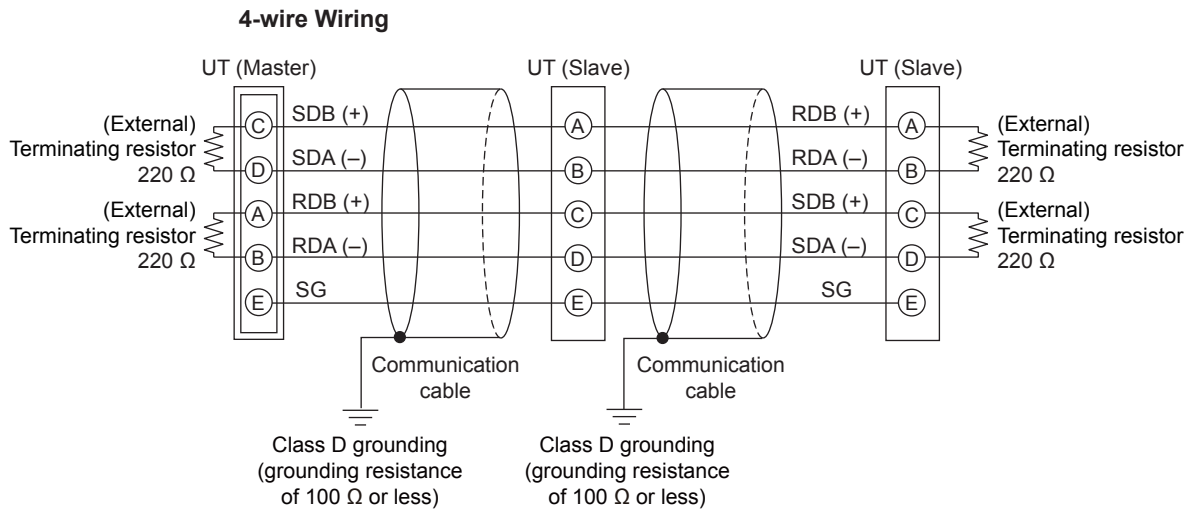 4-wire Wiring
UT (Master)
UT (Slave)
UT (Slave)
(External)
Terminating resistor
220 Ω
(External)
Terminating resistor
220 Ω
C
D
A
B
E
SDB (+)
SDA (–)
RDB (+)
RDA (–)
SG
A
B
C
D
E
RDB (+)
RDA (–)
SDB (+)
SDA (–)
SG
A
B
C
D
E
(External)
Terminating resistor
220 Ω
(External)
Terminating resistor
220 Ω
Communication
cable
Communication
cable
Class D grounding
(grounding resistance
of 100 Ω or less)
Class D grounding
(grounding resistance
of 100 Ω or less)